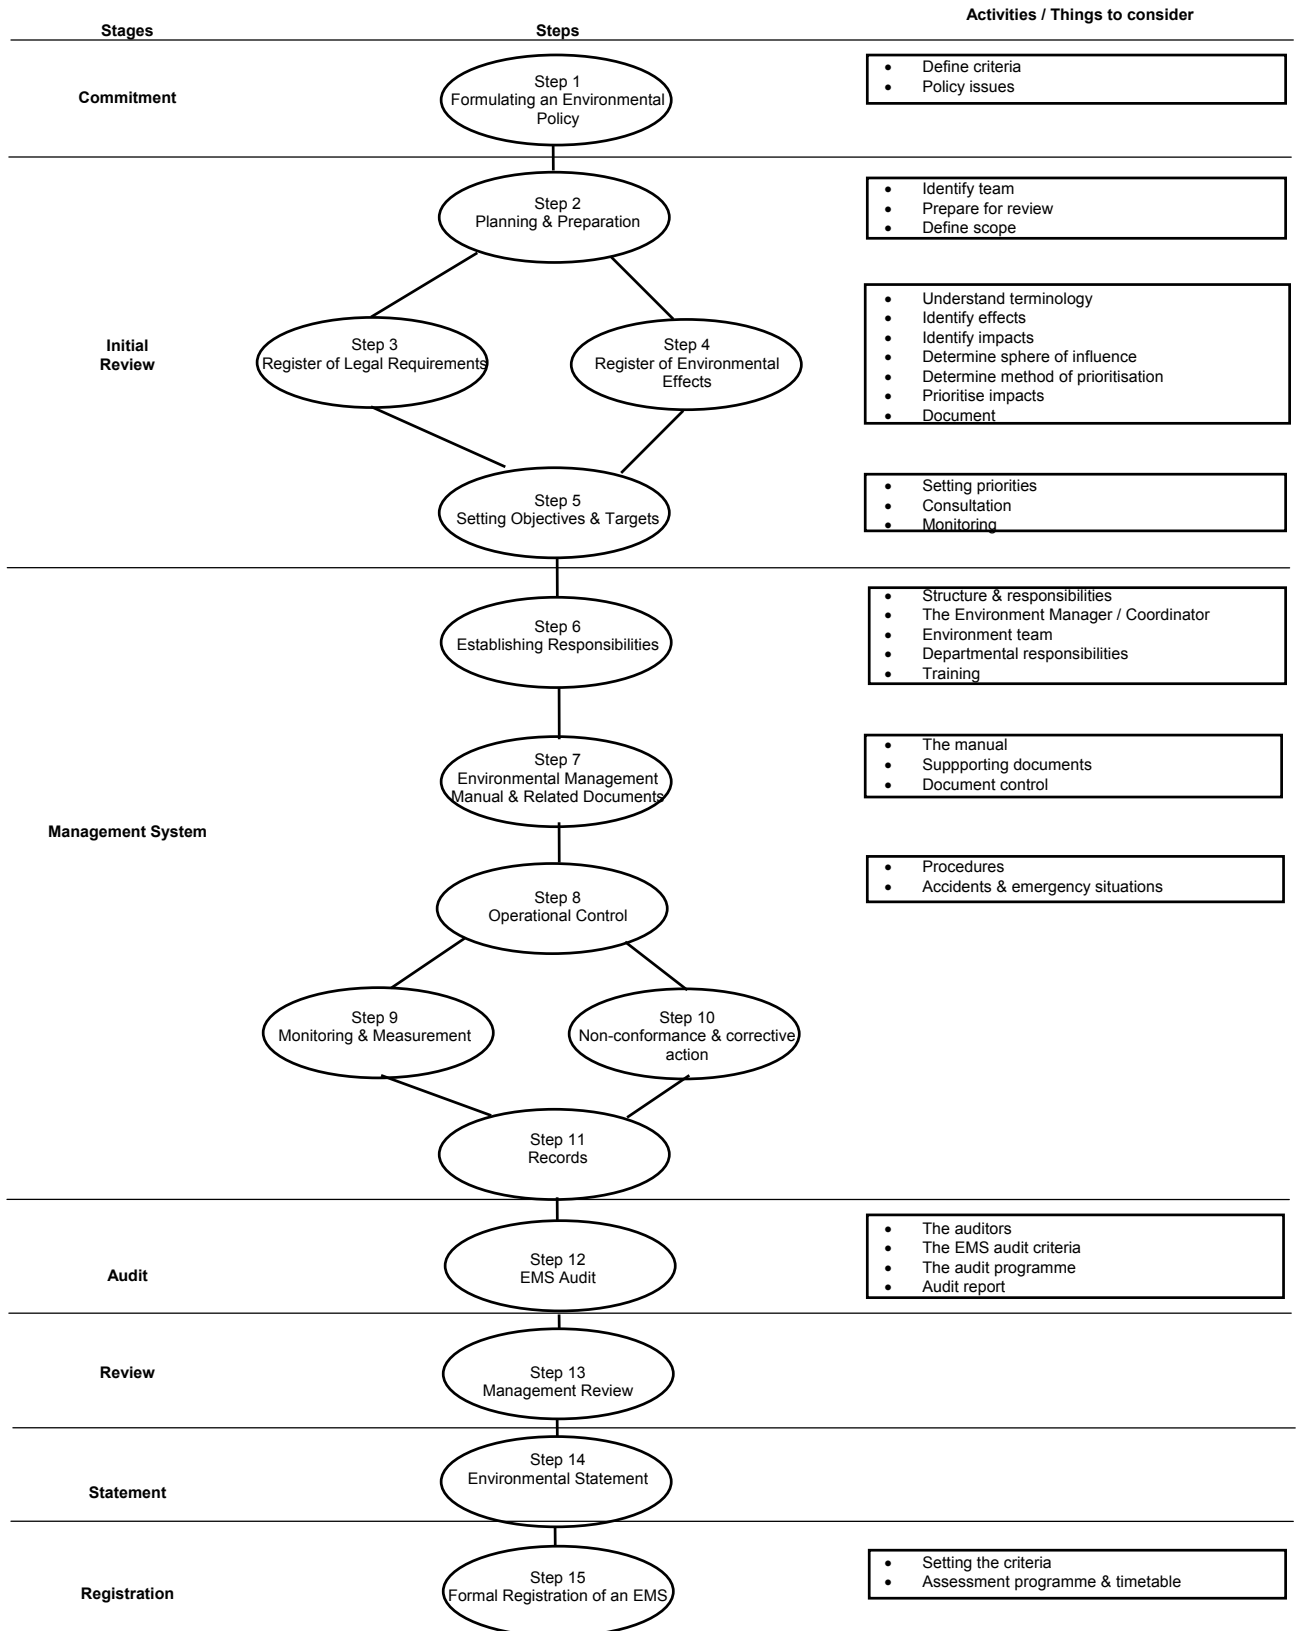 Activities / Things to consider
Stages
Steps
Commitment
Step 1
Formulating an Environmental
Policy
• Define criteria
• Policy issues
Step 2
Planning & Preparation
• Identify team
• Prepare for review
• Define scope
Initial
Review
Step 3
Register of Legal Requirements
Step 4
Register of Environmental
Effects
• Understand terminology
• Identify effects
• Identify impacts
• Determine sphere of influence
• Determine method of prioritisation
• Prioritise impacts
• Document
Step 5
Setting Objectives & Targets
• Setting priorities
• Consultation
• Monitoring
Management System
Step 6
Establishing Responsibilities
• Structure & responsibilities
• The Environment Manager / Coordinator
• Environment team
• Departmental responsibilities
• Training
Step 7
Environmental Management
Manual & Related Documents
• The manual
• Suppporting documents
• Document control
Step 8
Operational Control
• Procedures
• Accidents & emergency situations
Step 9
Monitoring & Measurement
Step 10
Non-conformance & corrective
action
Step 11
Records
Audit
Step 12
EMS Audit
• The auditors
• The EMS audit criteria
• The audit programme
• Audit report
Review
Step 13
Management Review
Statement
Step 14
Environmental Statement
Registration
Step 15
Formal Registration of an EMS
• Setting the criteria
• Assessment programme & timetable